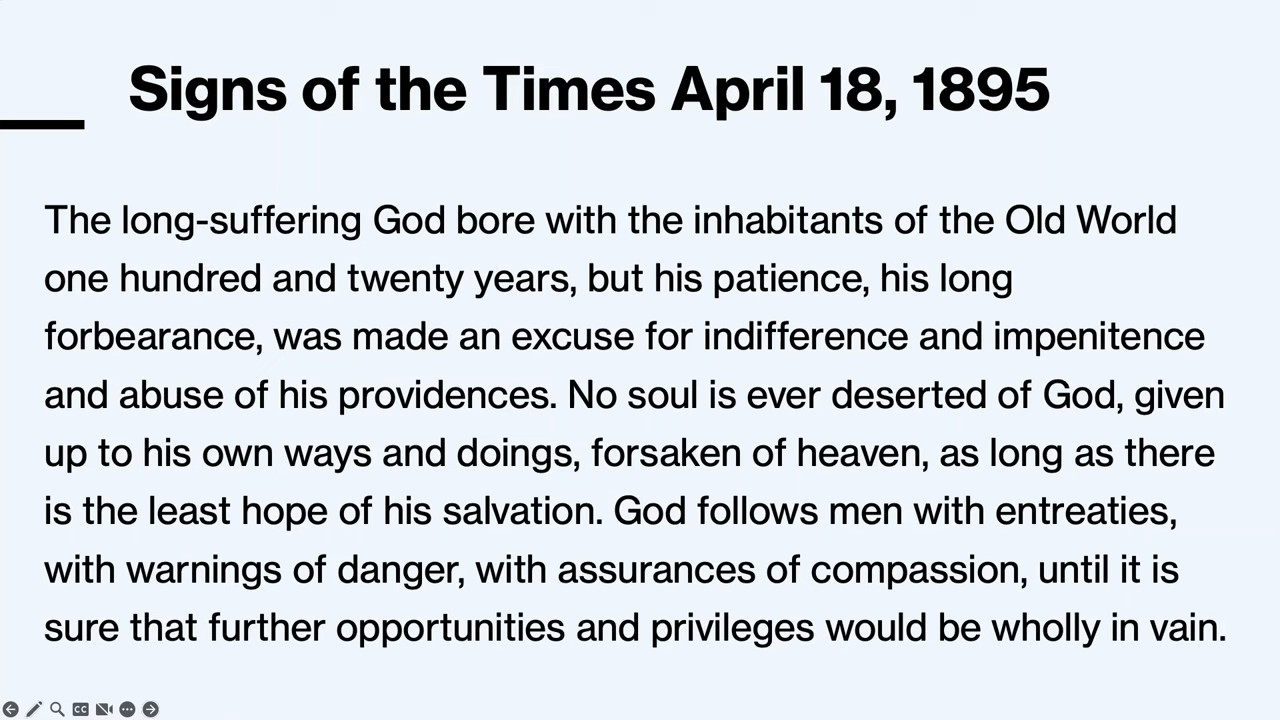 Signs of the Times April 18, 1895
The long-suffering God bore with the inhabitants of the Old World
one hundred and twenty years, but his patience, his long
forbearance, was made an excuse for indifference and impenitence
and abuse of his providences. No soul is ever deserted of God, given
up to his own ways and doings, forsaken of heaven, as long as there
is the least hope of his salvation. God follows men with entreaties,
with warnings of danger, with assurances of compassion, until it is
sure that further opportunities and privileges would be wholly in vain.
CC